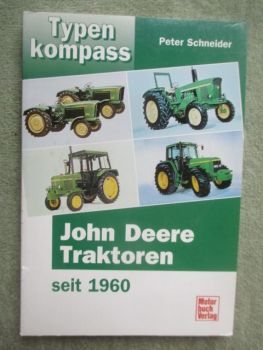 Typen
kompass
Peter Schneider
John Deere
Traktoren
seit 1960
Motor
buch
Verlag